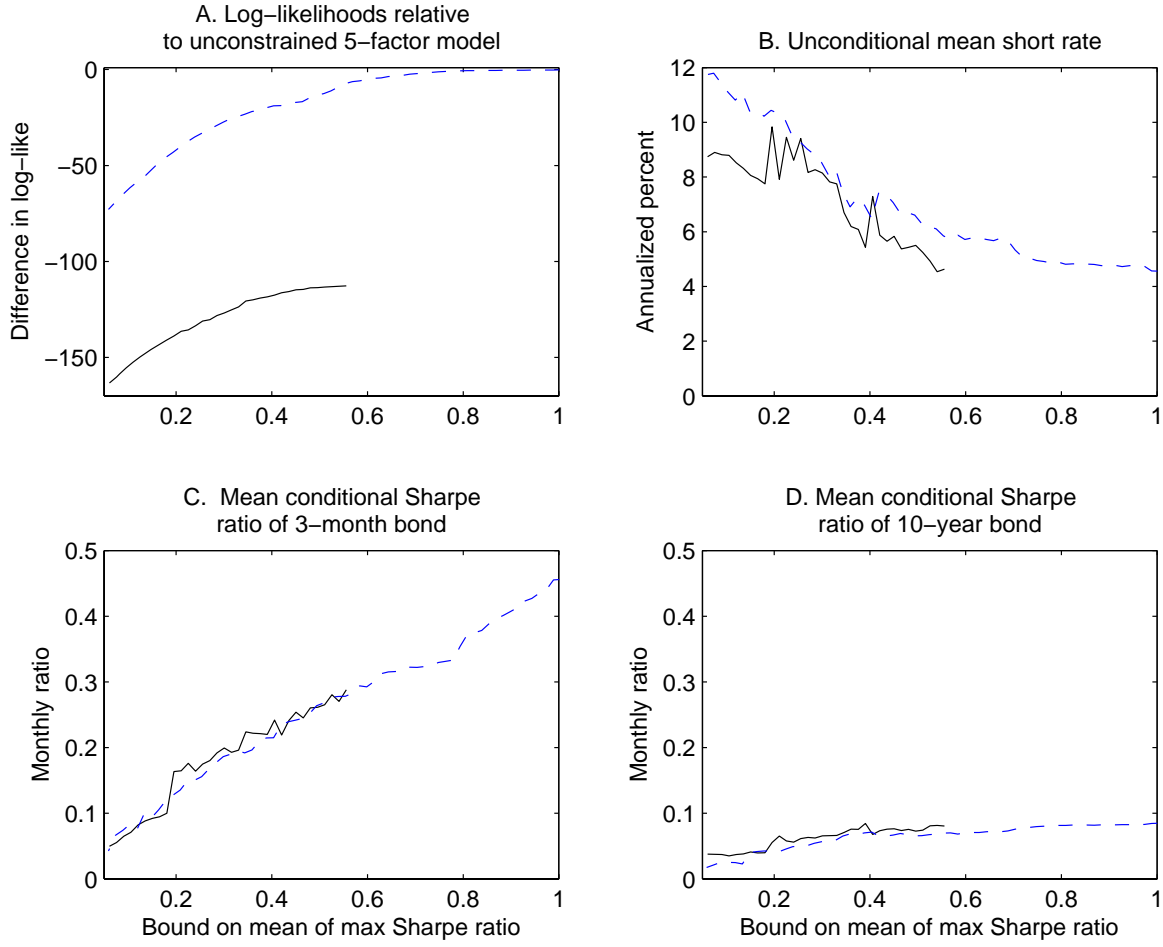 A. Log−likelihoods relative
to unconstrained 5−factor model
Difference in log−like
0
−50
−100
−150
0.2 0.4 0.6 0.8 1
B. Unconditional mean short rate
Annualized percent
12
10
8
6
4
2
0
0.2 0.4 0.6 0.8 1
C. Mean conditional Sharpe
ratio of 3−month bond
Monthly ratio
0.5
0.4
0.3
0.2
0.1
0
0.2 0.4 0.6 0.8 1
Bound on mean of max Sharpe ratio
D. Mean conditional Sharpe
ratio of 10−year bond
Monthly ratio
0.5
0.4
0.3
0.2
0.1
0
0.2 0.4 0.6 0.8 1
Bound on mean of max Sharpe ratio